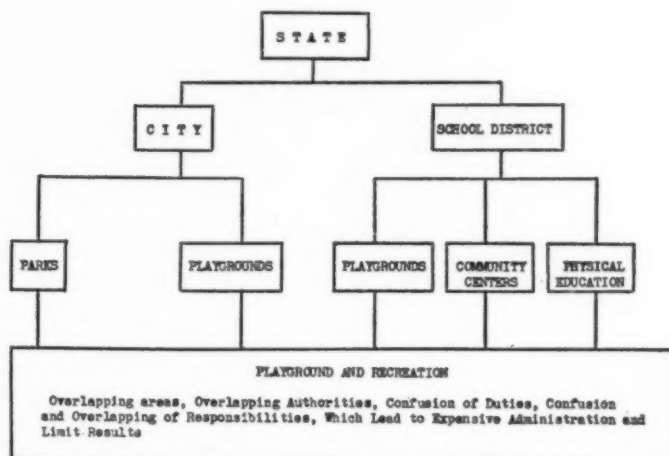 STATE
CITY
SCHOOL DISTRICT
PARKS
PLAYGROUNDS
PLAYGROUNDS
COMMUNITY
CENTERS
PHYSICAL
EDUCATION
PLAYGROUND AND RECREATION
Overlapping areas, Overlapping Authorities, Confusion of Duties, Confusion
and Overlapping of Responsibilities, Which Lead to Expensive Administration and
Limit Results